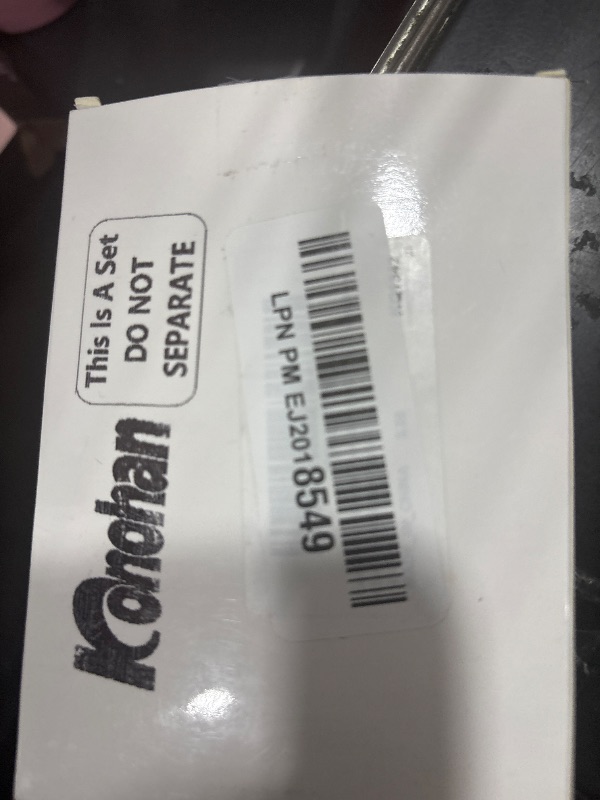 This Is A Set
DO NOT
SEPARATE
Konohan
LPN PM EJ2018549